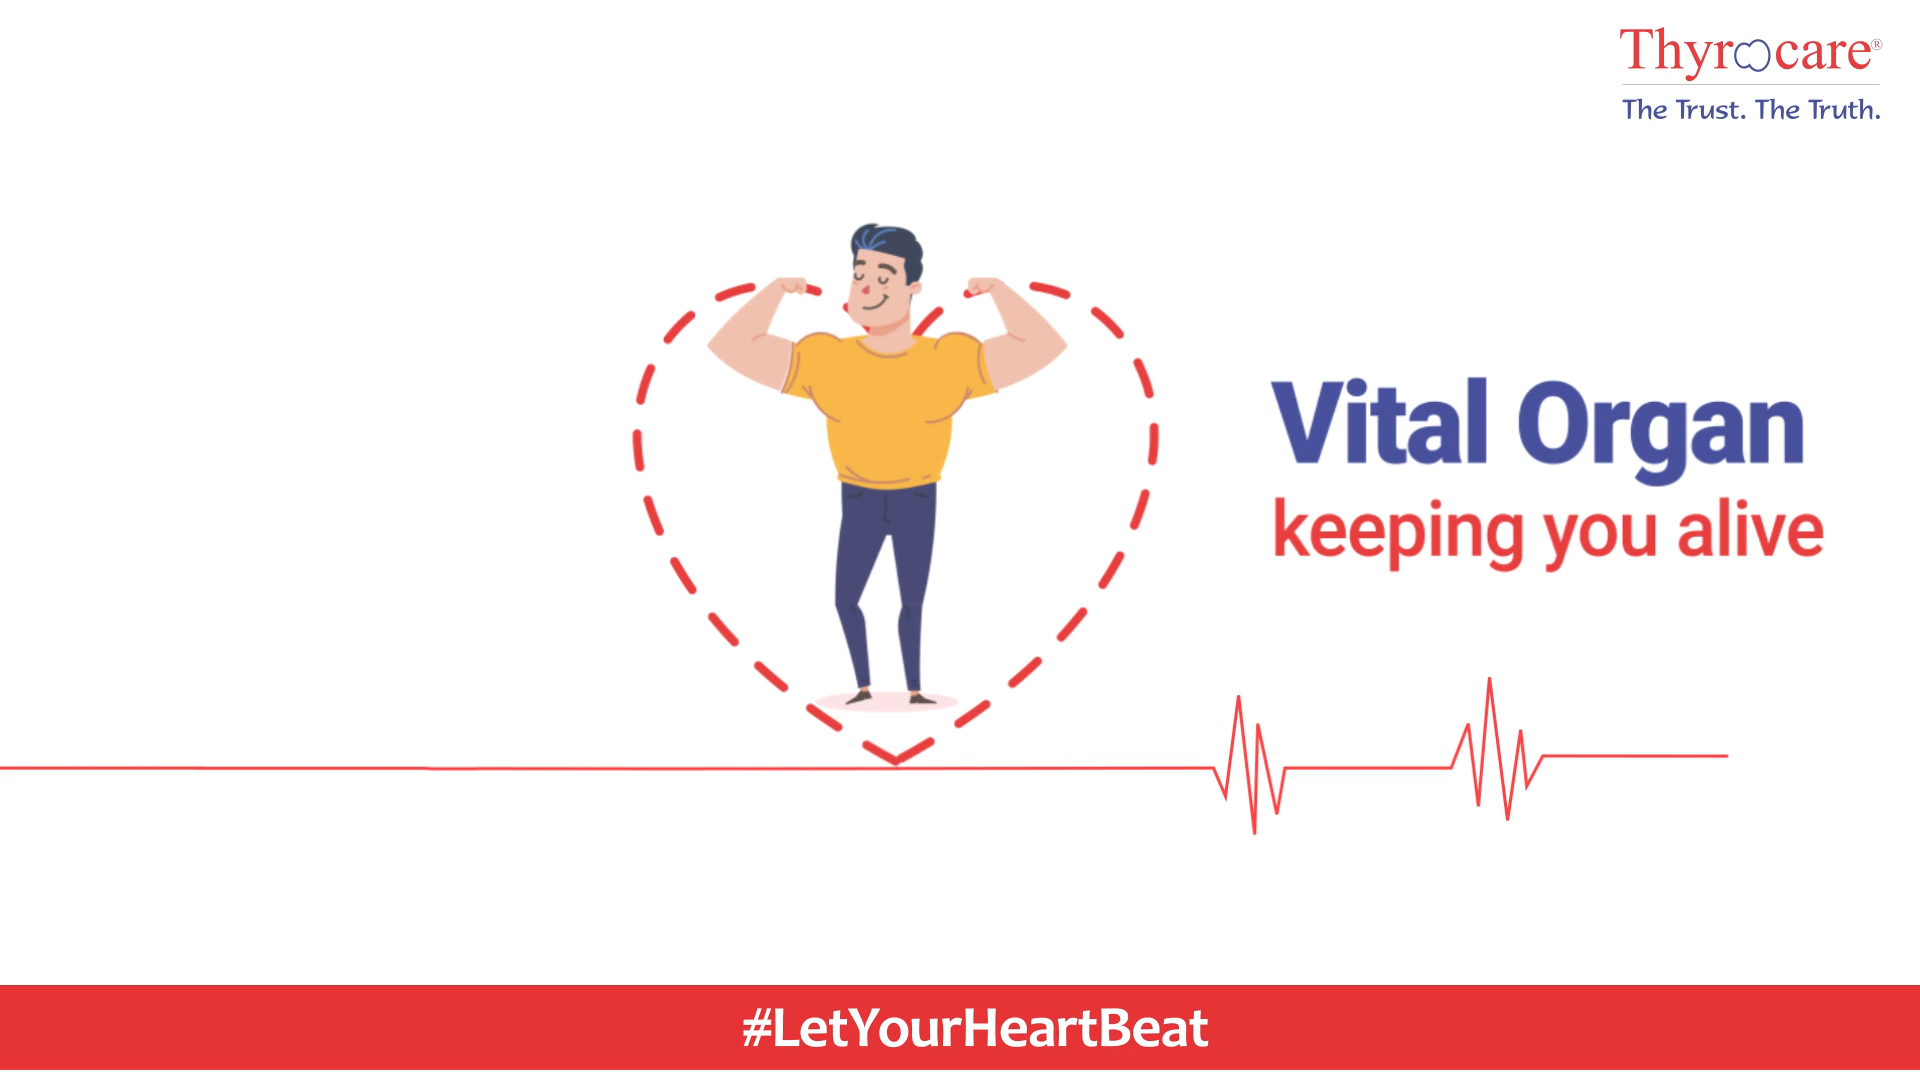 Thyrocare®
The Trust. The Truth.
Vital Organ
keeping you alive
#LetYourHeartBeat